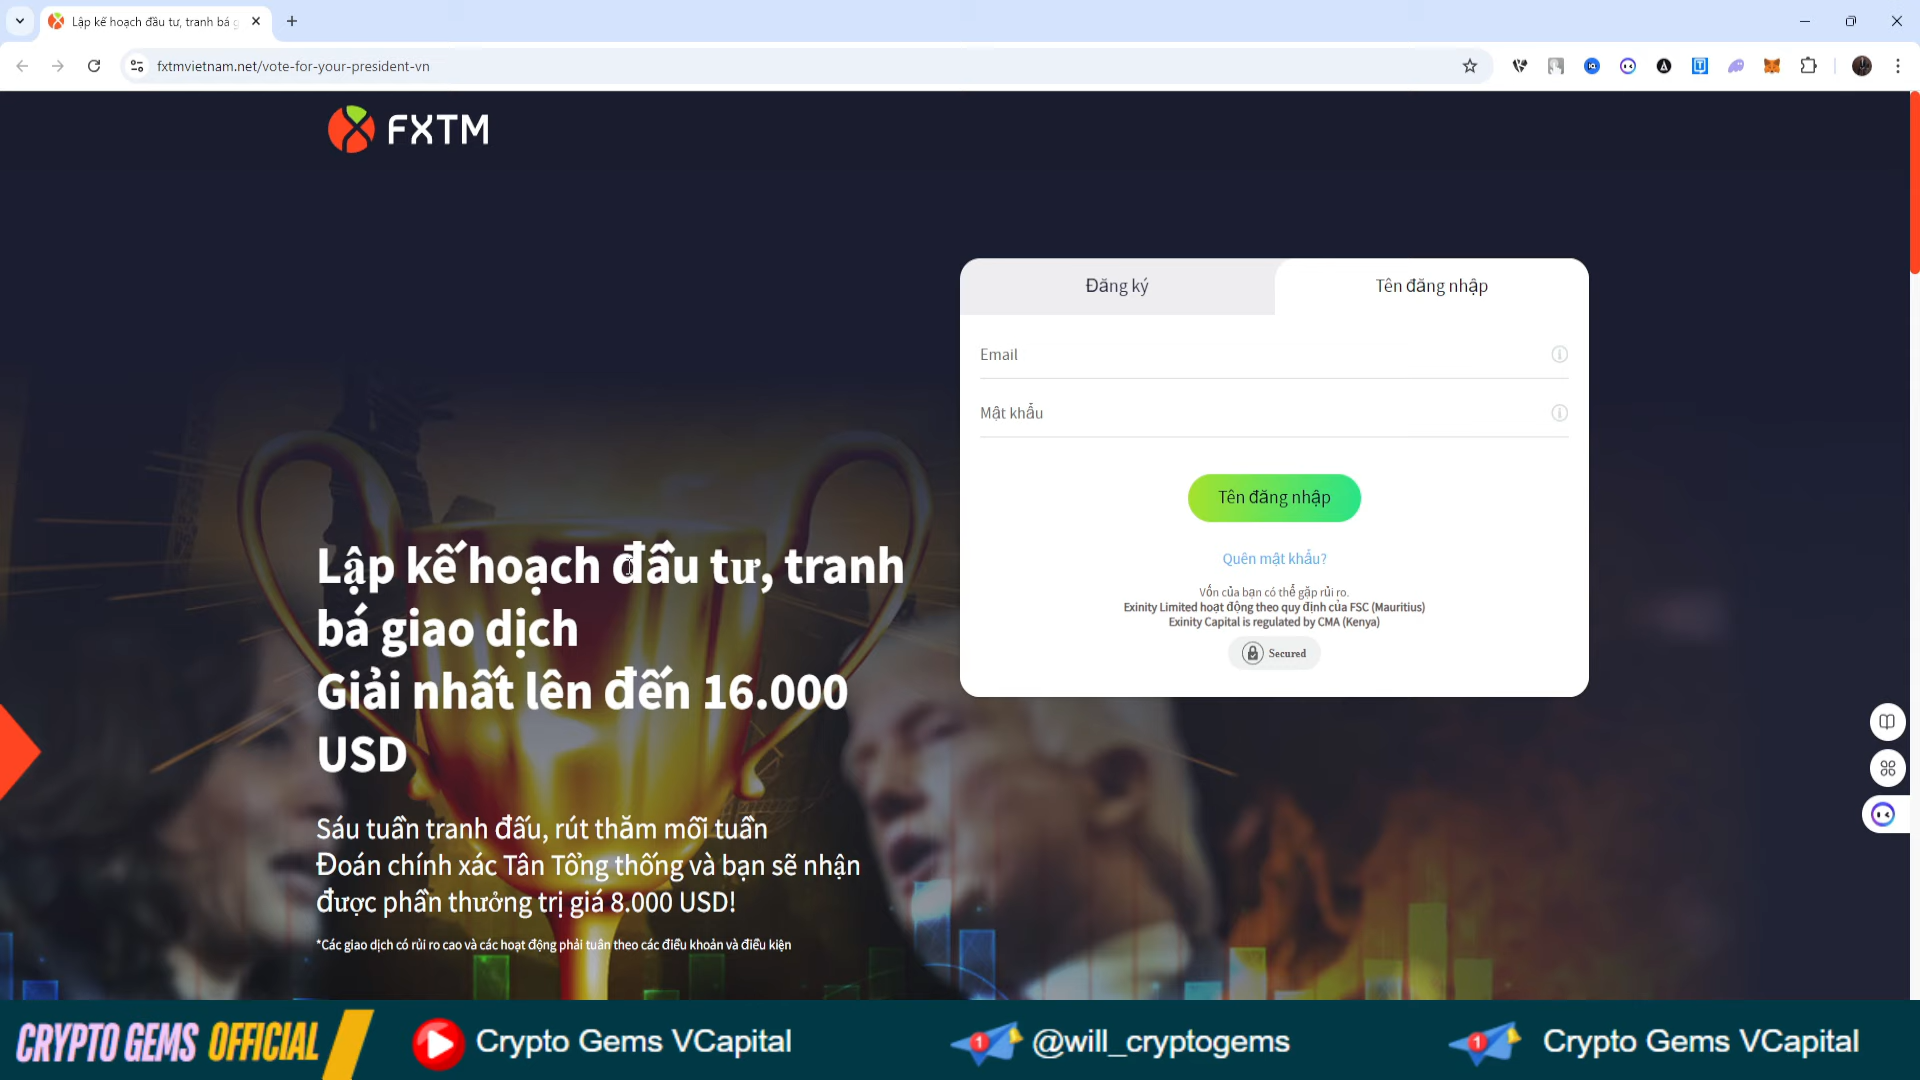 Lập kế hoạch đầu tư, tranh bá g
fxtmvietnam.net/vote-for-your-president-vn
FXTM
Đăng ký
Tên đăng nhập
Email
Mật khẩu
Tên đăng nhập
Quên mật khẩu?
Vốn của bạn có thể gặp rủi ro.
Exinity Limited hoạt động theo quy định của FSC (Mauritius)
Exinity Capital is regulated by CMA (Kenya)
Secured
Lập kế hoạch đầu tư, tranh
bá giao dịch
Giải nhất lên đến 16.000
USD
Sáu tuần tranh đấu, rút thăm mỗi tuần
Đoán chính xác Tân Tổng thống và bạn sẽ nhận
được phần thưởng trị giá 8.000 USD!
*Các giao dịch có rủi ro cao và các hoạt động phải tuân theo các điều khoản và điều kiện
CRYPTO GEMS OFFICIAL
Crypto Gems VCapital
1
@will_cryptogems
1
Crypto Gems VCapital